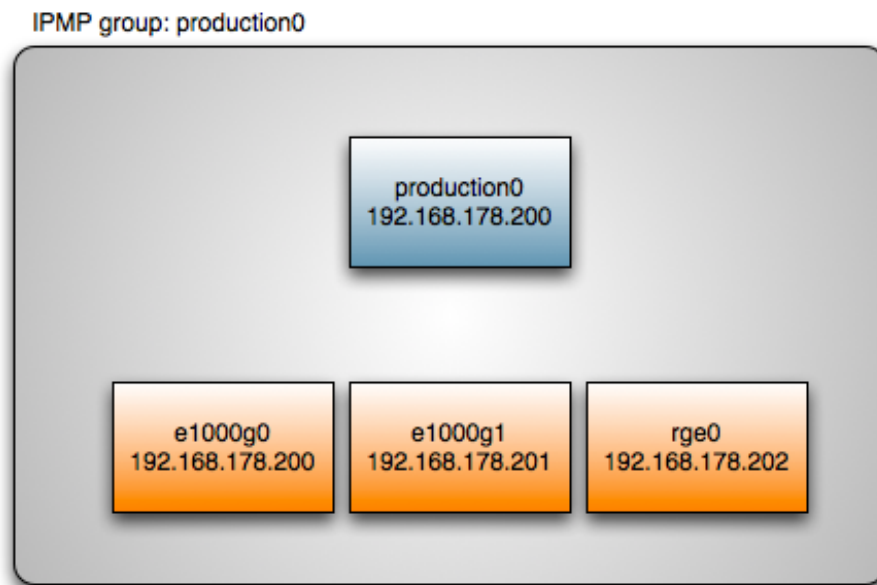 IPMP group: production0
production0
192.168.178.200
e1000g0
192.168.178.200
e1000g1
192.168.178.201
rge0
192.168.178.202